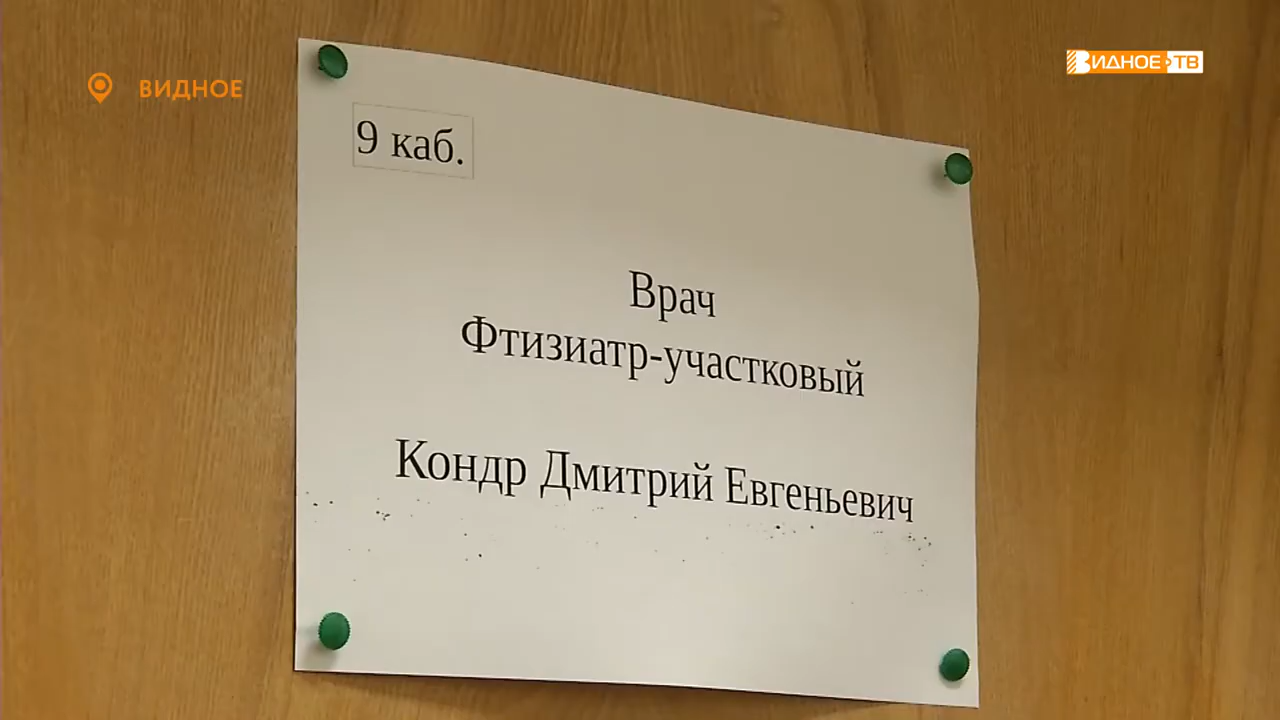 ВИДНОЕ
ВИДНОЕ ТВ
9 каб.
Врач
Фтизиатр-участковый
Кондр Дмитрий Евгеньевич